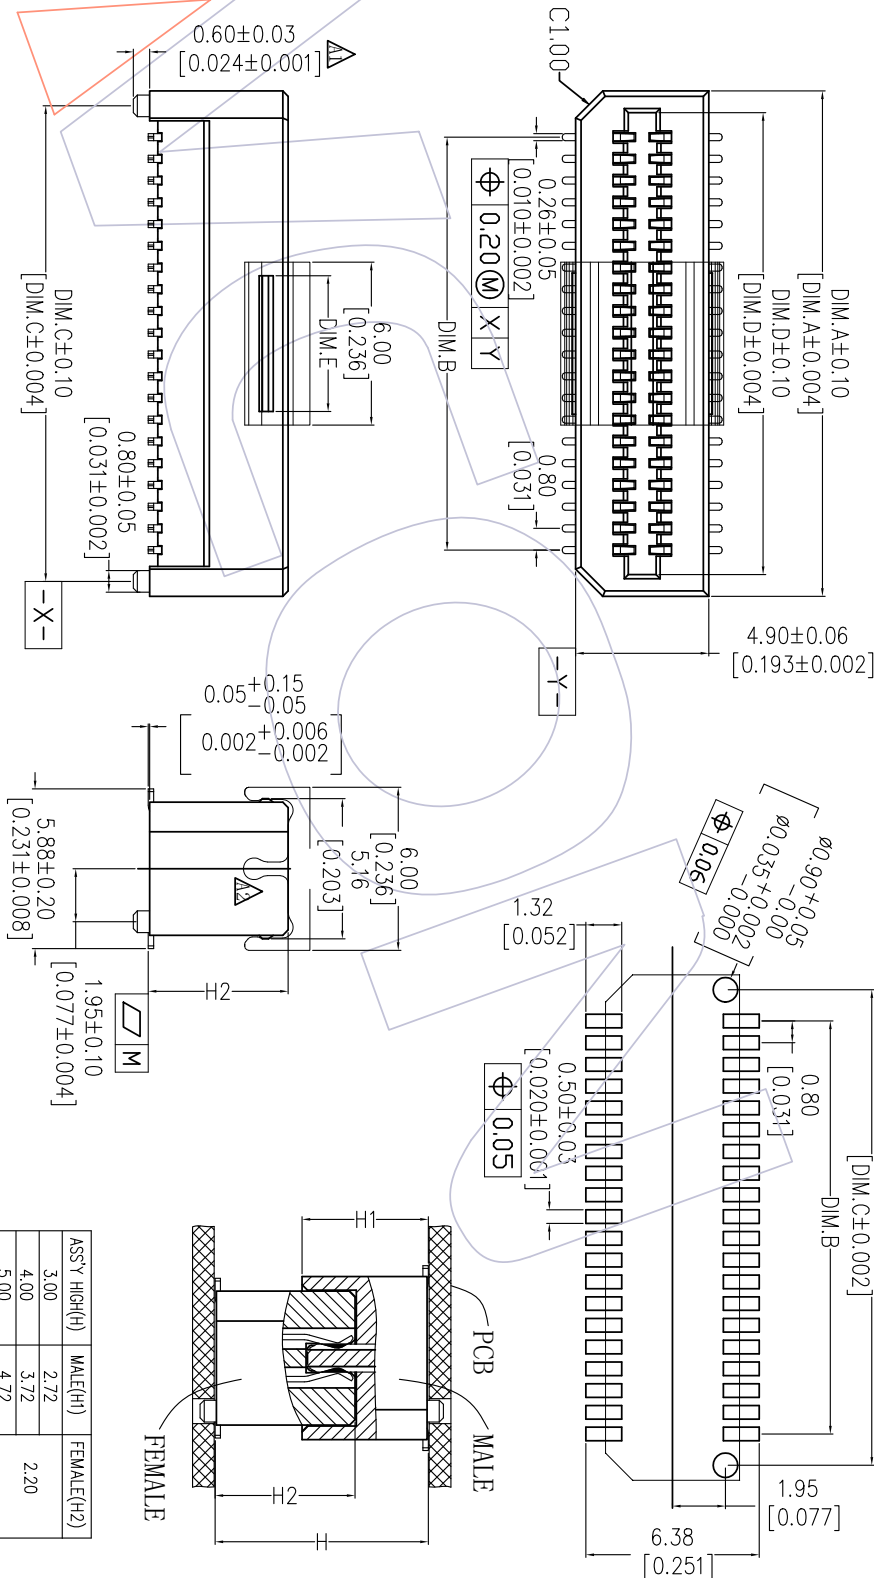 0.60±0.03
[0.024±0.001]
A1
C1.00
DIM.A±0.10
[DIM.A±0.004]
DIM.D±0.10
[DIM.D±0.004]
0.26±0.05
[0.010±0.002]
0.20 M X Y
DIM.B
0.80
[0.031]
4.90±0.06
[0.193±0.002]
-Y-
6.00
[0.236]
DIM.E
DIM.C±0.10
[DIM.C±0.004]
0.80±0.05
[0.031±0.002]
-X-
0.05+0.15
-0.05
[0.002+0.006
-0.002]
6.00
[0.236]
5.16
[0.203]
A2
5.88±0.20
[0.231±0.008]
1.95±0.10
[0.077±0.004]
M
H2
ø0.90+0.05
-0.00
[ø0.035+0.002
-0.000]
0.06
1.32
[0.052]
0.50±0.03
[0.020±0.001]
0.05
0.80
[0.031]
DIM.B
[DIM.C±0.002]
1.95
[0.077]
6.38
[0.251]
H1
PCB
MALE
FEMALE
H2
H
ASS'Y HIGH(H) MALE(H1) FEMALE(H2)
3.00 2.72
4.00 3.72 2.20
5.00 4.72